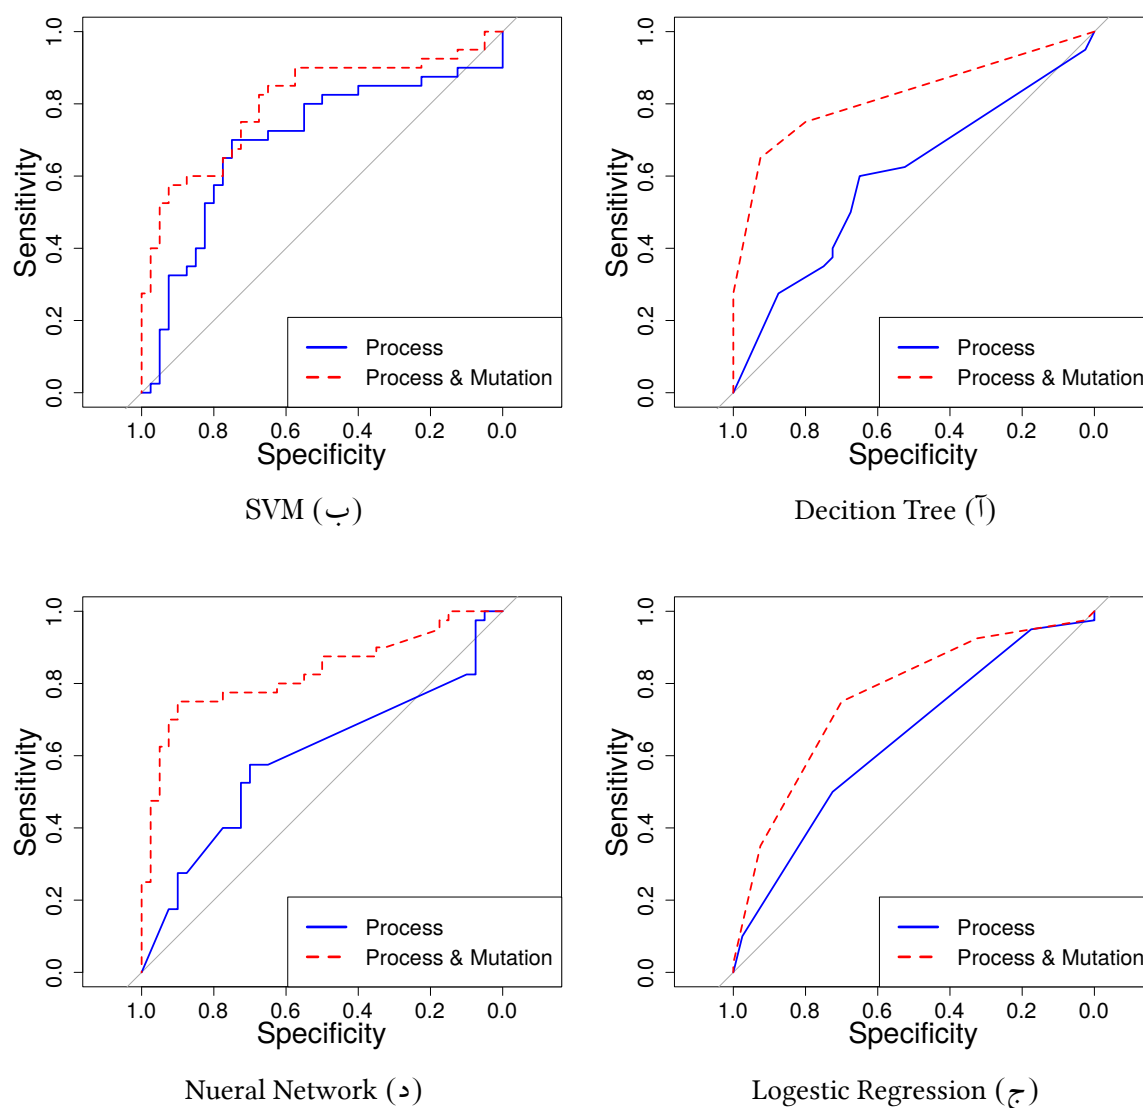 Sensitivity
1.0
0.8
0.6
0.4
0.2
0.0
Process
Process & Mutation
1.0 0.8 0.6 0.4 0.2 0.0
Specificity
SVM (ب)
Sensitivity
1.0
0.8
0.6
0.4
0.2
0.0
Process
Process & Mutation
1.0 0.8 0.6 0.4 0.2 0.0
Specificity
Decition Tree (آ)
Sensitivity
1.0
0.8
0.6
0.4
0.2
0.0
Process
Process & Mutation
1.0 0.8 0.6 0.4 0.2 0.0
Specificity
Nueral Network (د)
Sensitivity
1.0
0.8
0.6
0.4
0.2
0.0
Process
Process & Mutation
1.0 0.8 0.6 0.4 0.2 0.0
Specificity
Logestic Regression (ج)